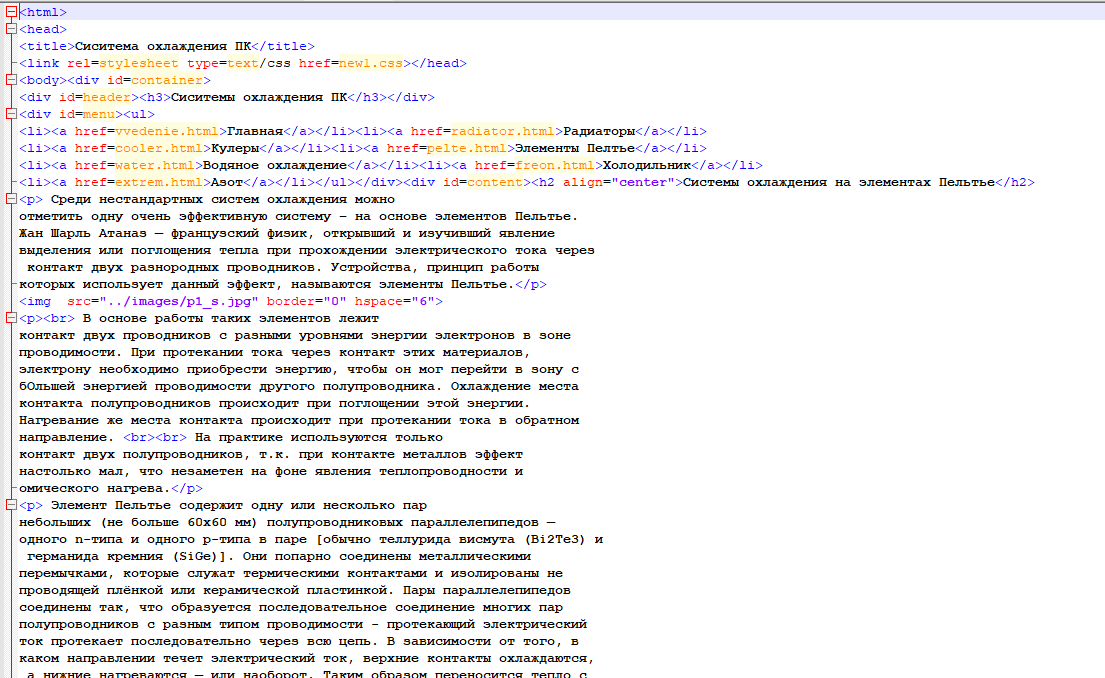 <html>
<head>
<title>Сиситема охлаждения ПК</title>
<link rel=stylesheet type=text/css href=new1.css></head>
<body><div id=container>
<div id=header><h3>Сиситемы охлаждения ПК</h3></div>
<div id=menu><ul>
<li><a href=vvedenie.html>Главная</a></li><li><a href=radiator.html>Радиаторы</a></li>
<li><a href=cooler.html>Кулеры</a></li><li><a href=pelte.html>Элементы Пелтье</a></li>
<li><a href=water.html>Водяное охлаждение</a></li><li><a href=freon.html>Холодильник</a></li>
<li><a href=extrem.html>Азот</a></li></ul></div><div id=content><h2 align="center">Системы охлаждения на элементах Пельтье</h2>
<p> Среди нестандартных систем охлаждения можно
отметить одну очень эффективную систему – на основе элементов Пельтье.
Жан Шарль Атаназ — французский физик, открывший и изучивший явление
выделения или поглощения тепла при прохождении электрического тока через
контакт двух разнородных проводников. Устройства, принцип работы
которых использует данный эффект, называются элементы Пельтье.</p>
<img  src="../images/p1_s.jpg" border="0" hspace="6">
<p><br> В основе работы таких элементов лежит
контакт двух проводников с разными уровнями энергии электронов в зоне
проводимости. При протекании тока через контакт этих материалов,
электрону необходимо приобрести энергию, чтобы он мог перейти в зону с
бОльшей энергией проводимости другого полупроводника. Охлаждение места
контакта полупроводников происходит при поглощении этой энергии.
Нагревание же места контакта происходит при протекании тока в обратном
направление. <br><br> На практике используются только
контакт двух полупроводников, т.к. при контакте металлов эффект
настолько мал, что незаметен на фоне явления теплопроводности и
омического нагрева.</p>
<p> Элемент Пельтье содержит одну или несколько пар
небольших (не больше 60х60 мм) полупроводниковых параллелепипедов —
одного n-типа и одного p-типа в паре [обычно теллурида висмута (Bi2Te3) и
германида кремния (SiGe)]. Они попарно соединены металлическими
перемычками, которые служат термическими контактами и изолированы не
проводящей плёнкой или керамической пластинкой. Пары параллелепипедов
соединены так, что образуется последовательное соединение многих пар
полупроводников с разным типом проводимости – протекающий электрический
ток протекает последовательно через всю цепь. В зависимости от того, в
каком направлении течет электрический ток, верхние контакты охлаждаются,
а нижние нагреваются — или наоборот. Таким образом переносится тепло с